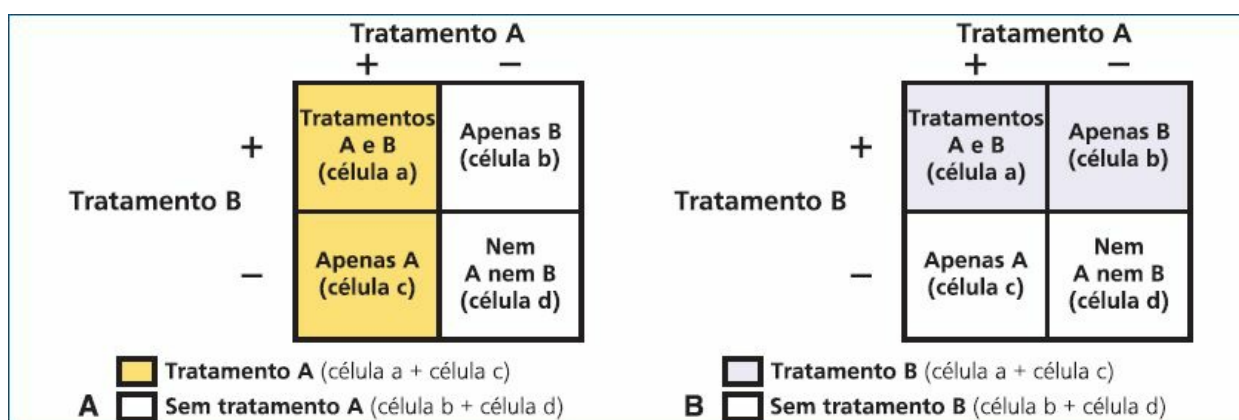 Tratamento A
+ −
Tratamento B
+
−
Tratamentos
A e B
(célula a)
Apenas B
(célula b)
Apenas A
(célula c)
Nem
A nem B
(célula d)
Tratamento A (célula a + célula c)
A Sem tratamento A (célula b + célula d)
Tratamento A
+ −
Tratamento B
+
−
Tratamentos
A e B
(célula a)
Apenas B
(célula b)
Apenas A
(célula c)
Nem
A nem B
(célula d)
Tratamento B (célula a + célula c)
B Sem tratamento B (célula b + célula d)